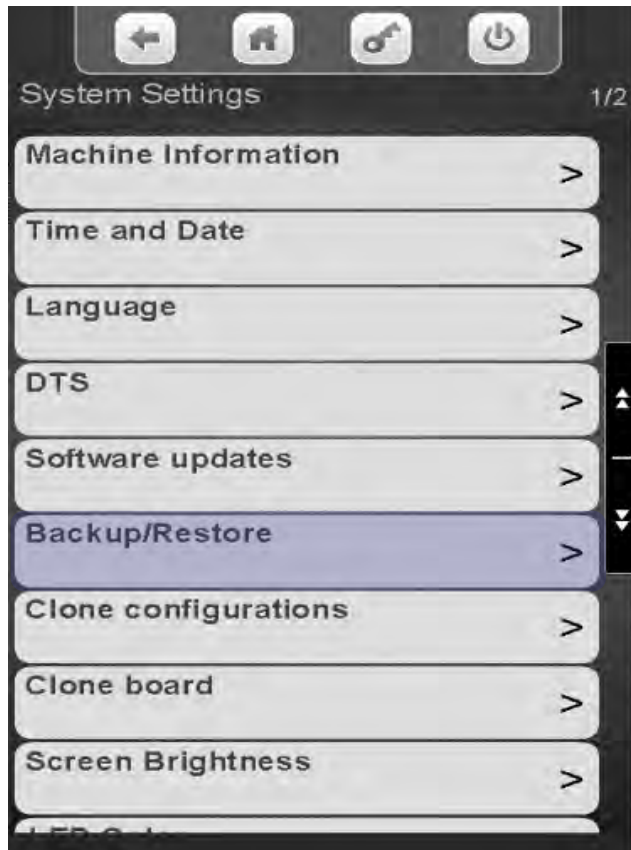 System Settings
1/2
Machine Information
>
Time and Date
>
Language
>
DTS
>
Software updates
>
Backup/Restore
>
Clone configurations
>
Clone board
>
Screen Brightness
>